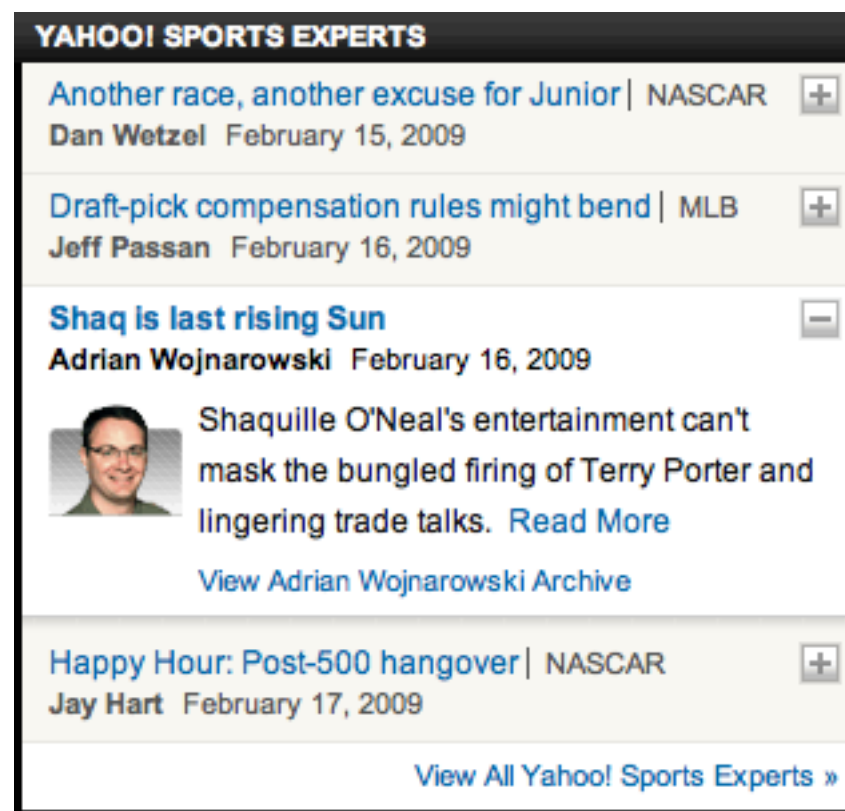 YAHOO! SPORTS EXPERTS
Another race, another excuse for Junior | NASCAR
Dan Wetzel February 15, 2009
Draft-pick compensation rules might bend | MLB
Jeff Passan February 16, 2009
Shaq is last rising Sun
Adrian Wojnarowski February 16, 2009
Shaquille O'Neal's entertainment can't
mask the bungled firing of Terry Porter and
lingering trade talks. Read More
View Adrian Wojnarowski Archive
Happy Hour: Post-500 hangover | NASCAR
Jay Hart February 17, 2009
View All Yahoo! Sports Experts »